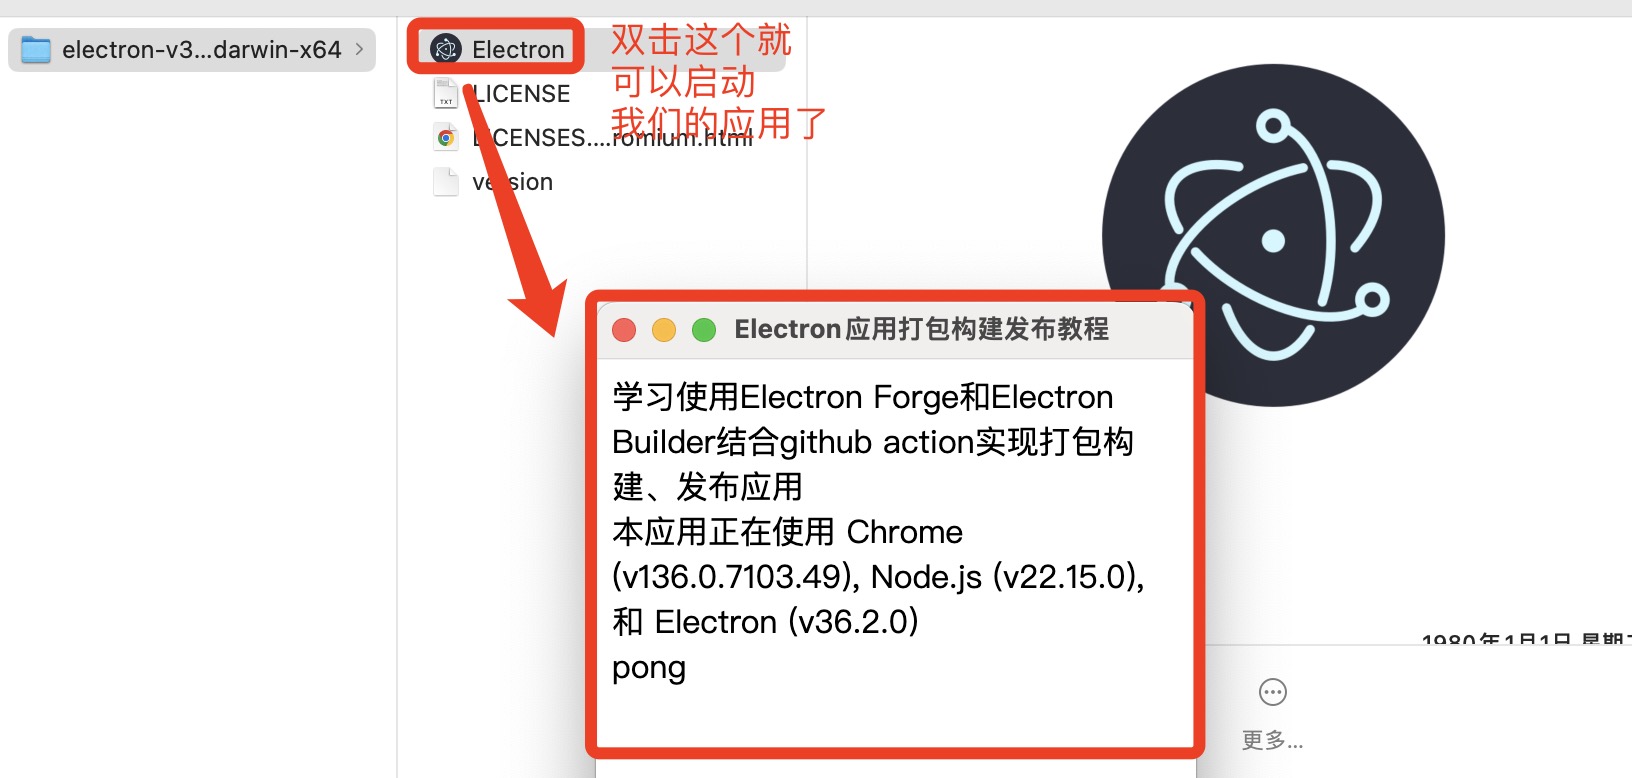 electron-v3...darwin-x64
Electron
LICENSE
LICENSES....romium.html
version
双击这个就
可以启动
我们的应用了
TXT
Electron应用打包构建发布教程
学习使用Electron Forge和Electron
Builder结合github action实现打包构
建、发布应用
本应用正在使用 Chrome
(v136.0.7103.49), Node.js (v22.15.0),
和 Electron (v36.2.0)
pong
1980年1月1日 星期
更多...